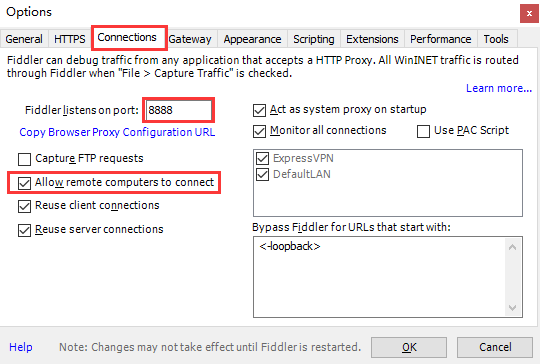 Options
General HTTPS Connections Gateway Appearance Scripting Extensions Performance Tools
Fiddler can debug traffic from any application that accepts a HTTP Proxy. All WinINET traffic is routed
through Fiddler when "File > Capture Traffic" is checked.
Learn more...
Fiddler listens on port: 8888
Copy Browser Proxy Configuration URL
Capture FTP requests
Allow remote computers to connect
Reuse client connections
Reuse server connections
Act as system proxy on startup
Monitor all connections Use PAC Script
ExpressVPN
DefaultLAN
Bypass Fiddler for URLs that start with:
<-loopback>
Help Note: Changes may not take effect until Fiddler is restarted. OK Cancel